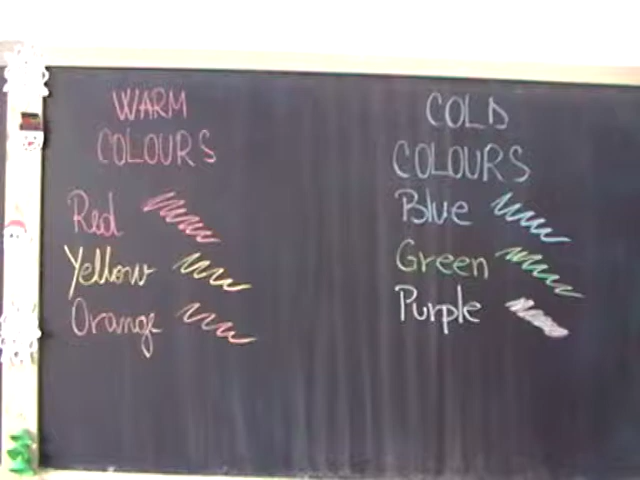 WARM
COLOURS
Red
Yellow
Orange
COLD
COLOURS
Blue
Green
Purple